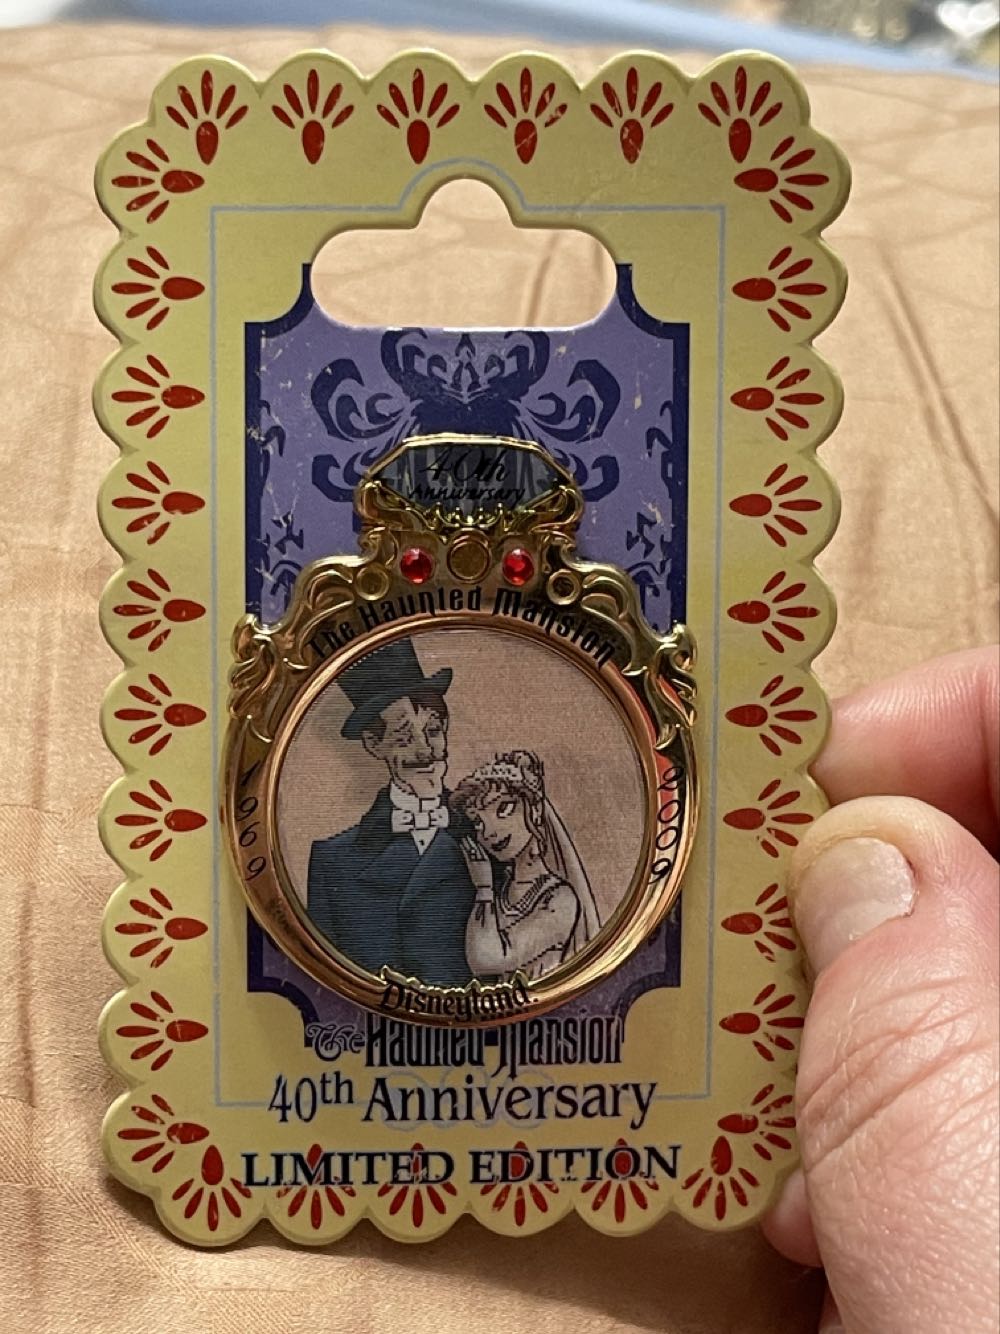 40th
Anniversary
The Haunted Mansion
1969
2009
Disneyland
The Haunted Mansion
40th Anniversary
LIMITED EDITION